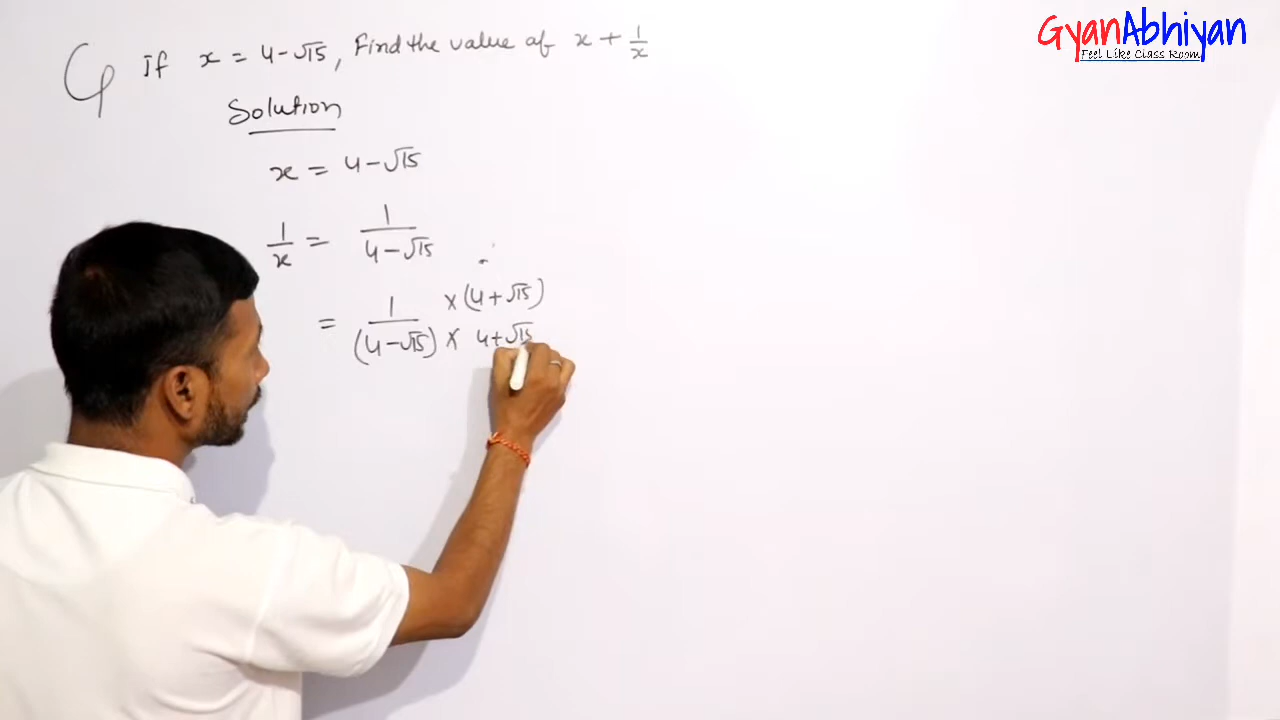 GyanAbhiyan
Feel Like Class Room
Q If x = 4-√15, Find the value of x + 1/x
Solution
x = 4-√15
1/x = 1/4-√15
= 1/(4-√15) × (4+√15)/× 4+√15